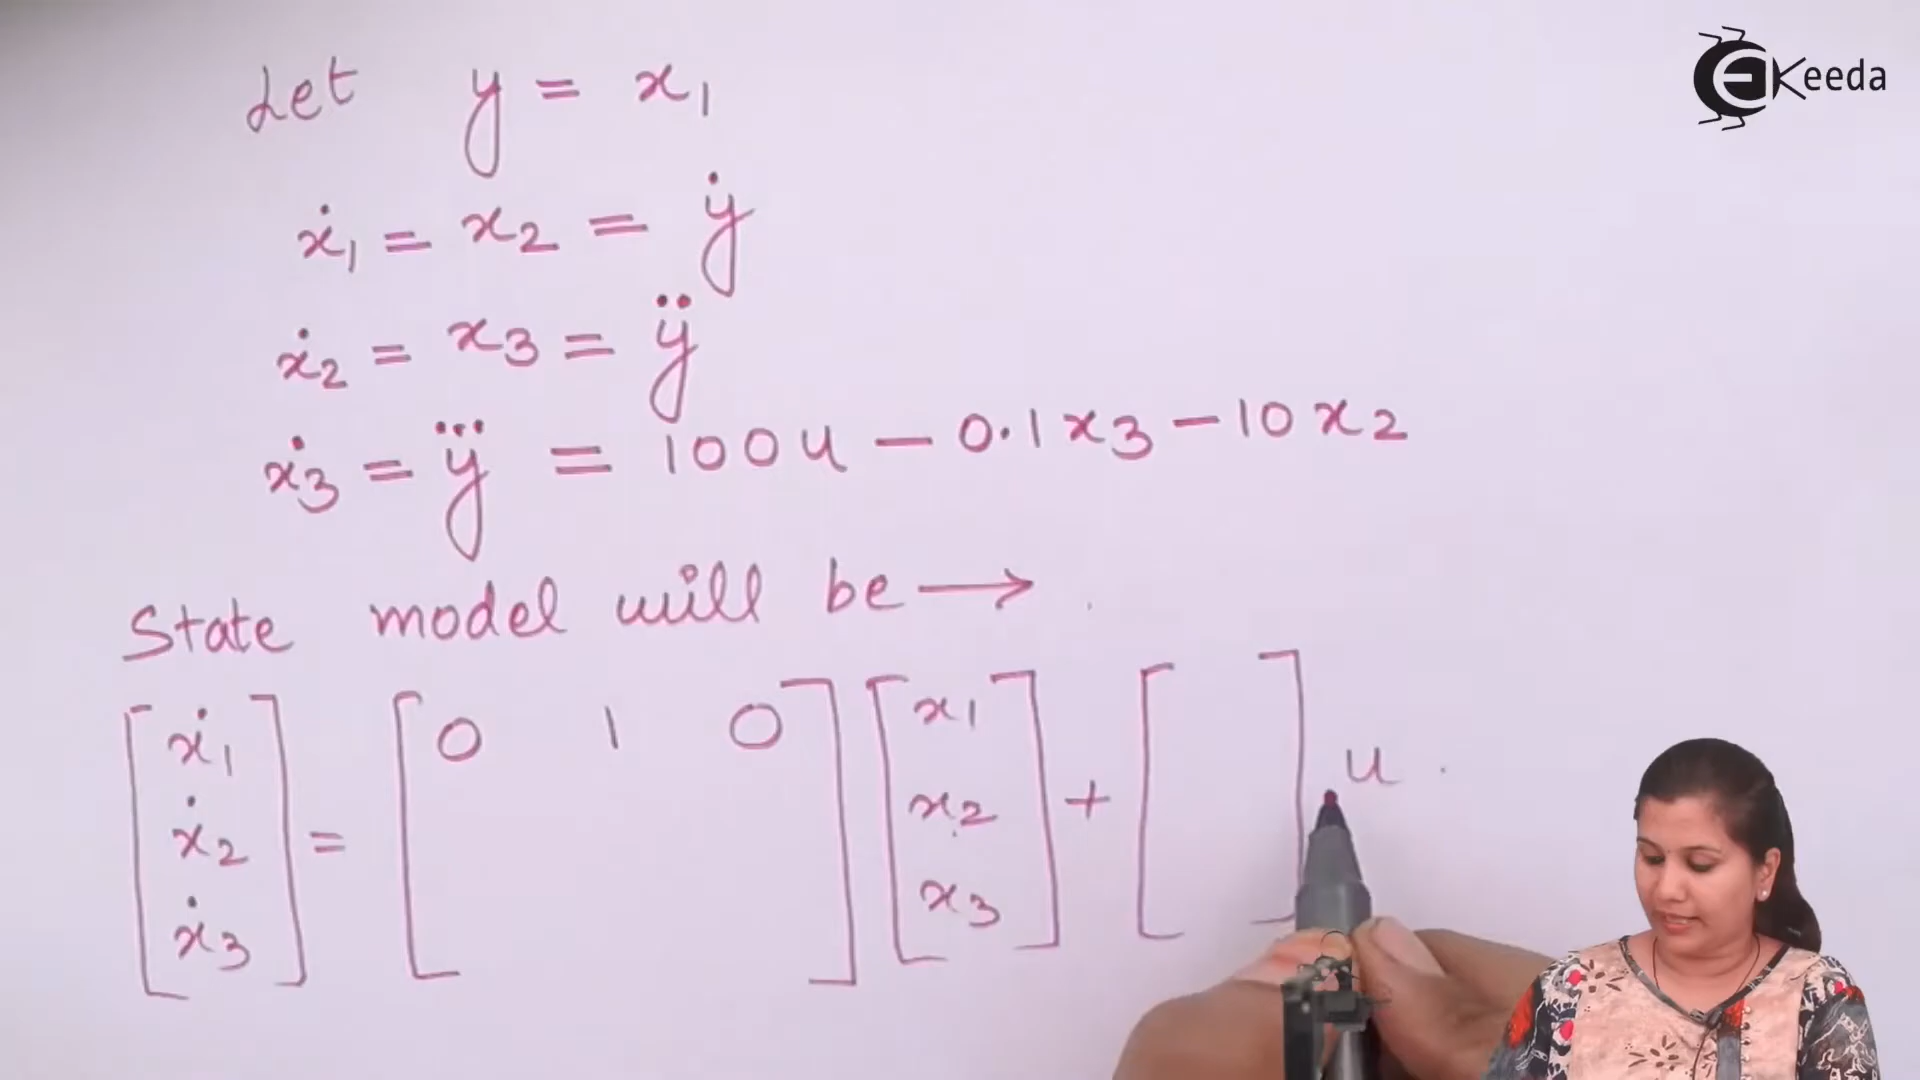 Let y = x₁
ẋ₁ = x₂ = ẏ
ẋ₂ = x₃ = ÿ
ẋ₃ = y⃛ = 100u − 0.1x₃ − 10x₂
State model will be →
[ẋ₁ ẋ₂ ẋ₃] = [0 1 0] [x₁ x₂ x₃] + [ ] u
EKeeda